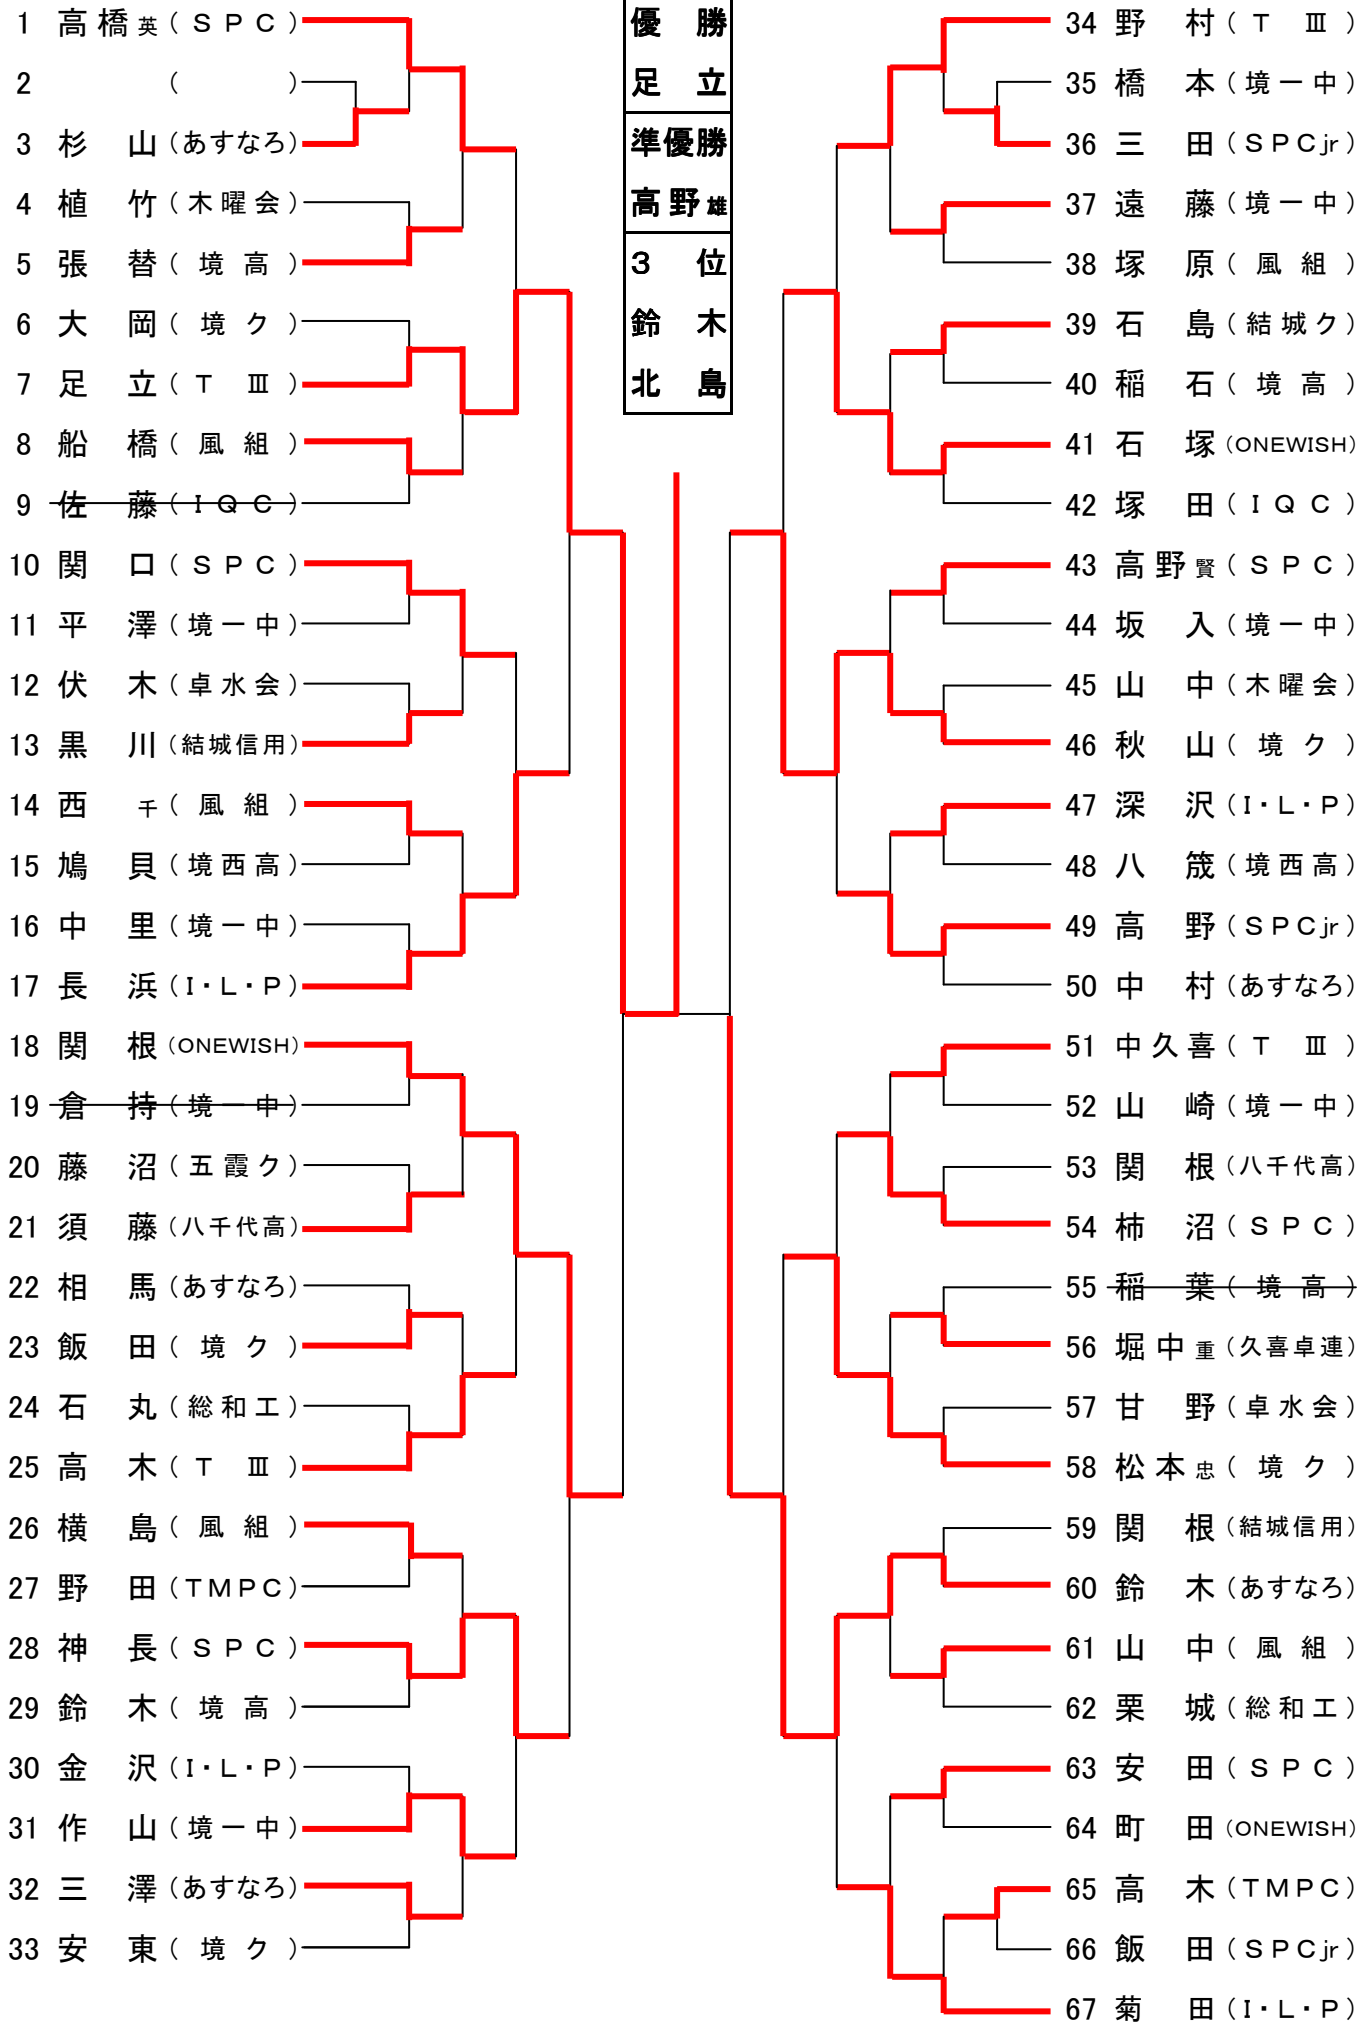 1 高橋英(SPC)
2 ( )
3 杉山(あすなろ)
4 植竹(木曜会)
5 張替(境高)
6 大岡(境ク)
7 足立(TⅢ)
8 船橋(風組)
9 佐藤(IQC)
10 関口(SPC)
11 平澤(境一中)
12 伏木(卓水会)
13 黒川(結城信用)
14 西千(風組)
15 鳩貝(境西高)
16 中里(境一中)
17 長浜(I・L・P)
18 関根(ONEWISH)
19 倉持(境一中)
20 藤沼(五霞ク)
21 須藤(八千代高)
22 相馬(あすなろ)
23 飯田(境ク)
24 石丸(総和工)
25 高木(TⅢ)
26 横島(風組)
27 野田(TMPC)
28 神長(SPC)
29 鈴木(境高)
30 金沢(I・L・P)
31 作山(境一中)
32 三澤(あすなろ)
33 安東(境ク)
優勝
足立
準優勝
高野雄
3位
鈴木
北島
34 野村(TⅢ)
35 橋本(境一中)
36 三田(SPCjr)
37 遠藤(境一中)
38 塚原(風組)
39 石島(結城ク)
40 稲石(境高)
41 石塚(ONEWISH)
42 塚田(IQC)
43 高野賢(SPC)
44 坂入(境一中)
45 山中(木曜会)
46 秋山(境ク)
47 深沢(I・L・P)
48 八筬(境西高)
49 高野(SPCjr)
50 中村(あすなろ)
51 中久喜(TⅢ)
52 山崎(境一中)
53 関根(八千代高)
54 柿沼(SPC)
55 稲葉(境高)
56 堀中重(久喜卓連)
57 甘野(卓水会)
58 松本忠(境ク)
59 関根(結城信用)
60 鈴木(あすなろ)
61 山中(風組)
62 栗城(総和工)
63 安田(SPC)
64 町田(ONEWISH)
65 高木(TMPC)
66 飯田(SPCjr)
67 菊田(I・L・P)